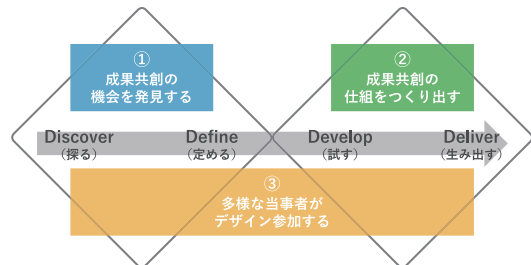 ①
成果共創の
機会を発見する
②
成果共創の
仕組をつくり出す
Discover Define Develop Deliver
（探る） （定める） （試す） （生み出す）
③
多様な当事者が
デザイン参加する